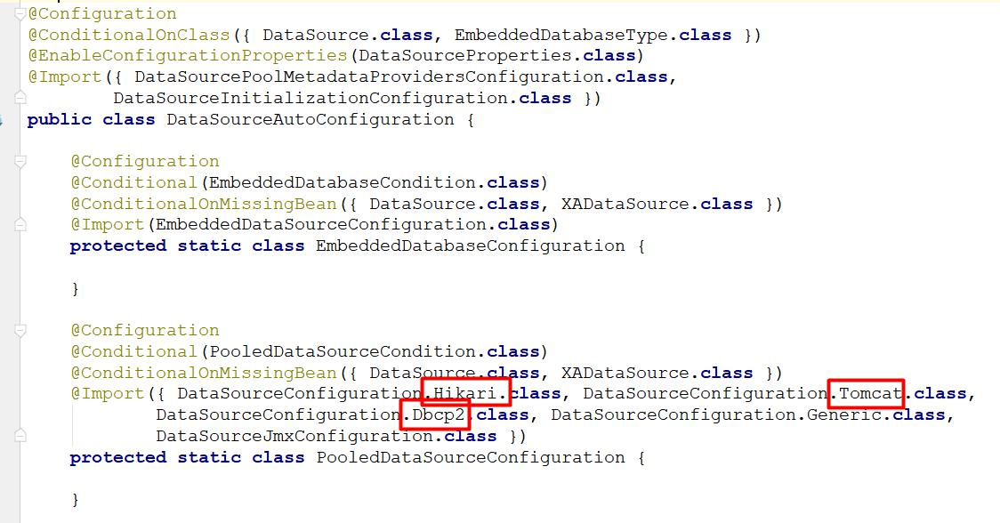 @Configuration
@ConditionalOnClass({ DataSource.class, EmbeddedDatabaseType.class })
@EnableConfigurationProperties(DataSourceProperties.class)
@Import({ DataSourcePoolMetadataProvidersConfiguration.class,
        DataSourceInitializationConfiguration.class })
public class DataSourceAutoConfiguration {
    @Configuration
    @Conditional(EmbeddedDatabaseCondition.class)
    @ConditionalOnMissingBean({ DataSource.class, XADataSource.class })
    @Import(EmbeddedDataSourceConfiguration.class)
    protected static class EmbeddedDatabaseConfiguration {
    }
    @Configuration
    @Conditional(PooledDataSourceCondition.class)
    @ConditionalOnMissingBean({ DataSource.class, XADataSource.class })
    @Import({ DataSourceConfiguration.Hikari.class, DataSourceConfiguration.Tomcat.class,
            DataSourceConfiguration.Dbcp2.class, DataSourceConfiguration.Generic.class,
            DataSourceJmxConfiguration.class })
    protected static class PooledDataSourceConfiguration {
    }